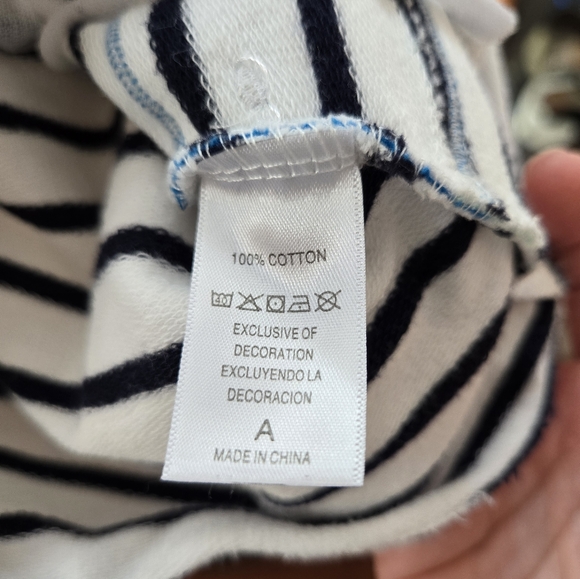 100% COTTON
EXCLUSIVE OF
DECORATION
EXCLUYENDO LA
DECORACION
A
MADE IN CHINA